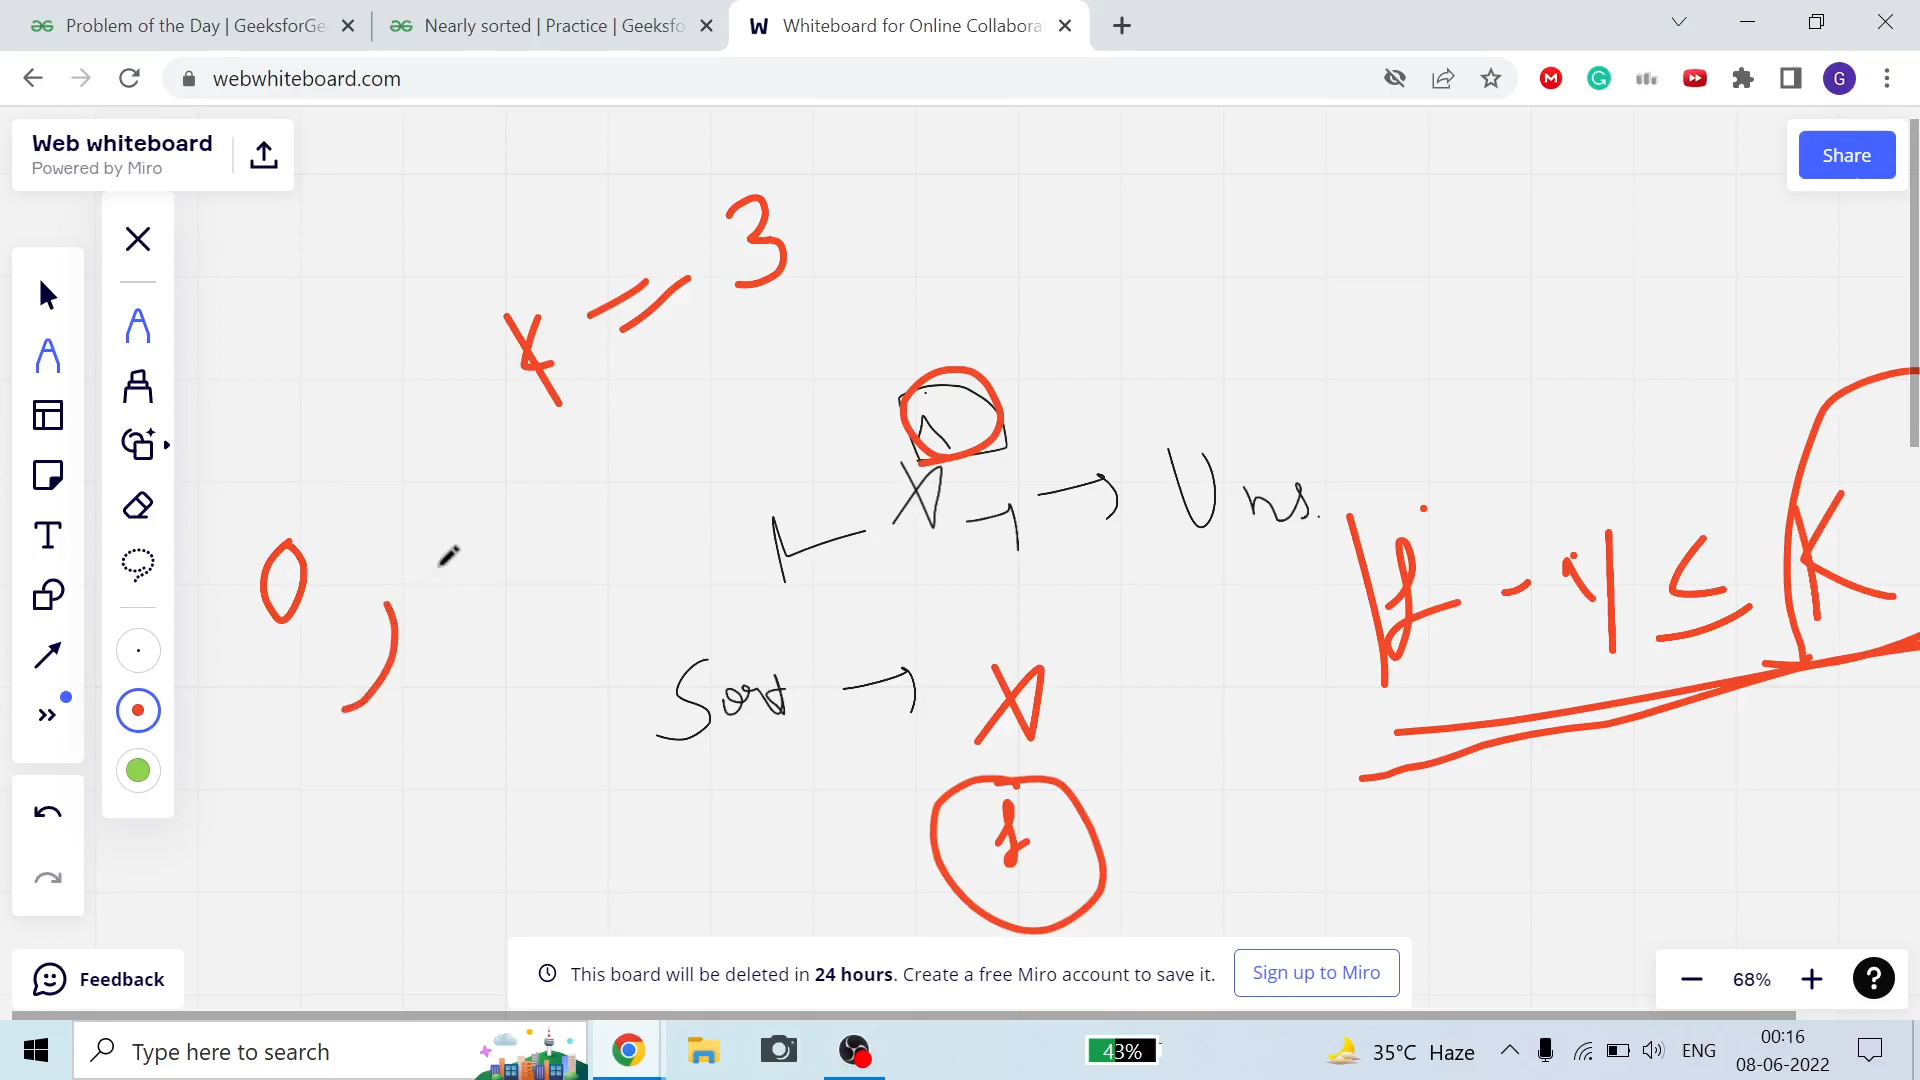 Problem of the Day | GeeksforGe
Nearly sorted | Practice | Geeksfo
Whiteboard for Online Collabora
webwhiteboard.com
G
Web whiteboard
Powered by Miro
Share
= 3
X → Uns.
0 ,
| j - i | ≤ K
Sort → X
j
Feedback
This board will be deleted in 24 hours. Create a free Miro account to save it.
Sign up to Miro
68%
Type here to search
43%
35°C Haze
ENG
00:16
08-06-2022